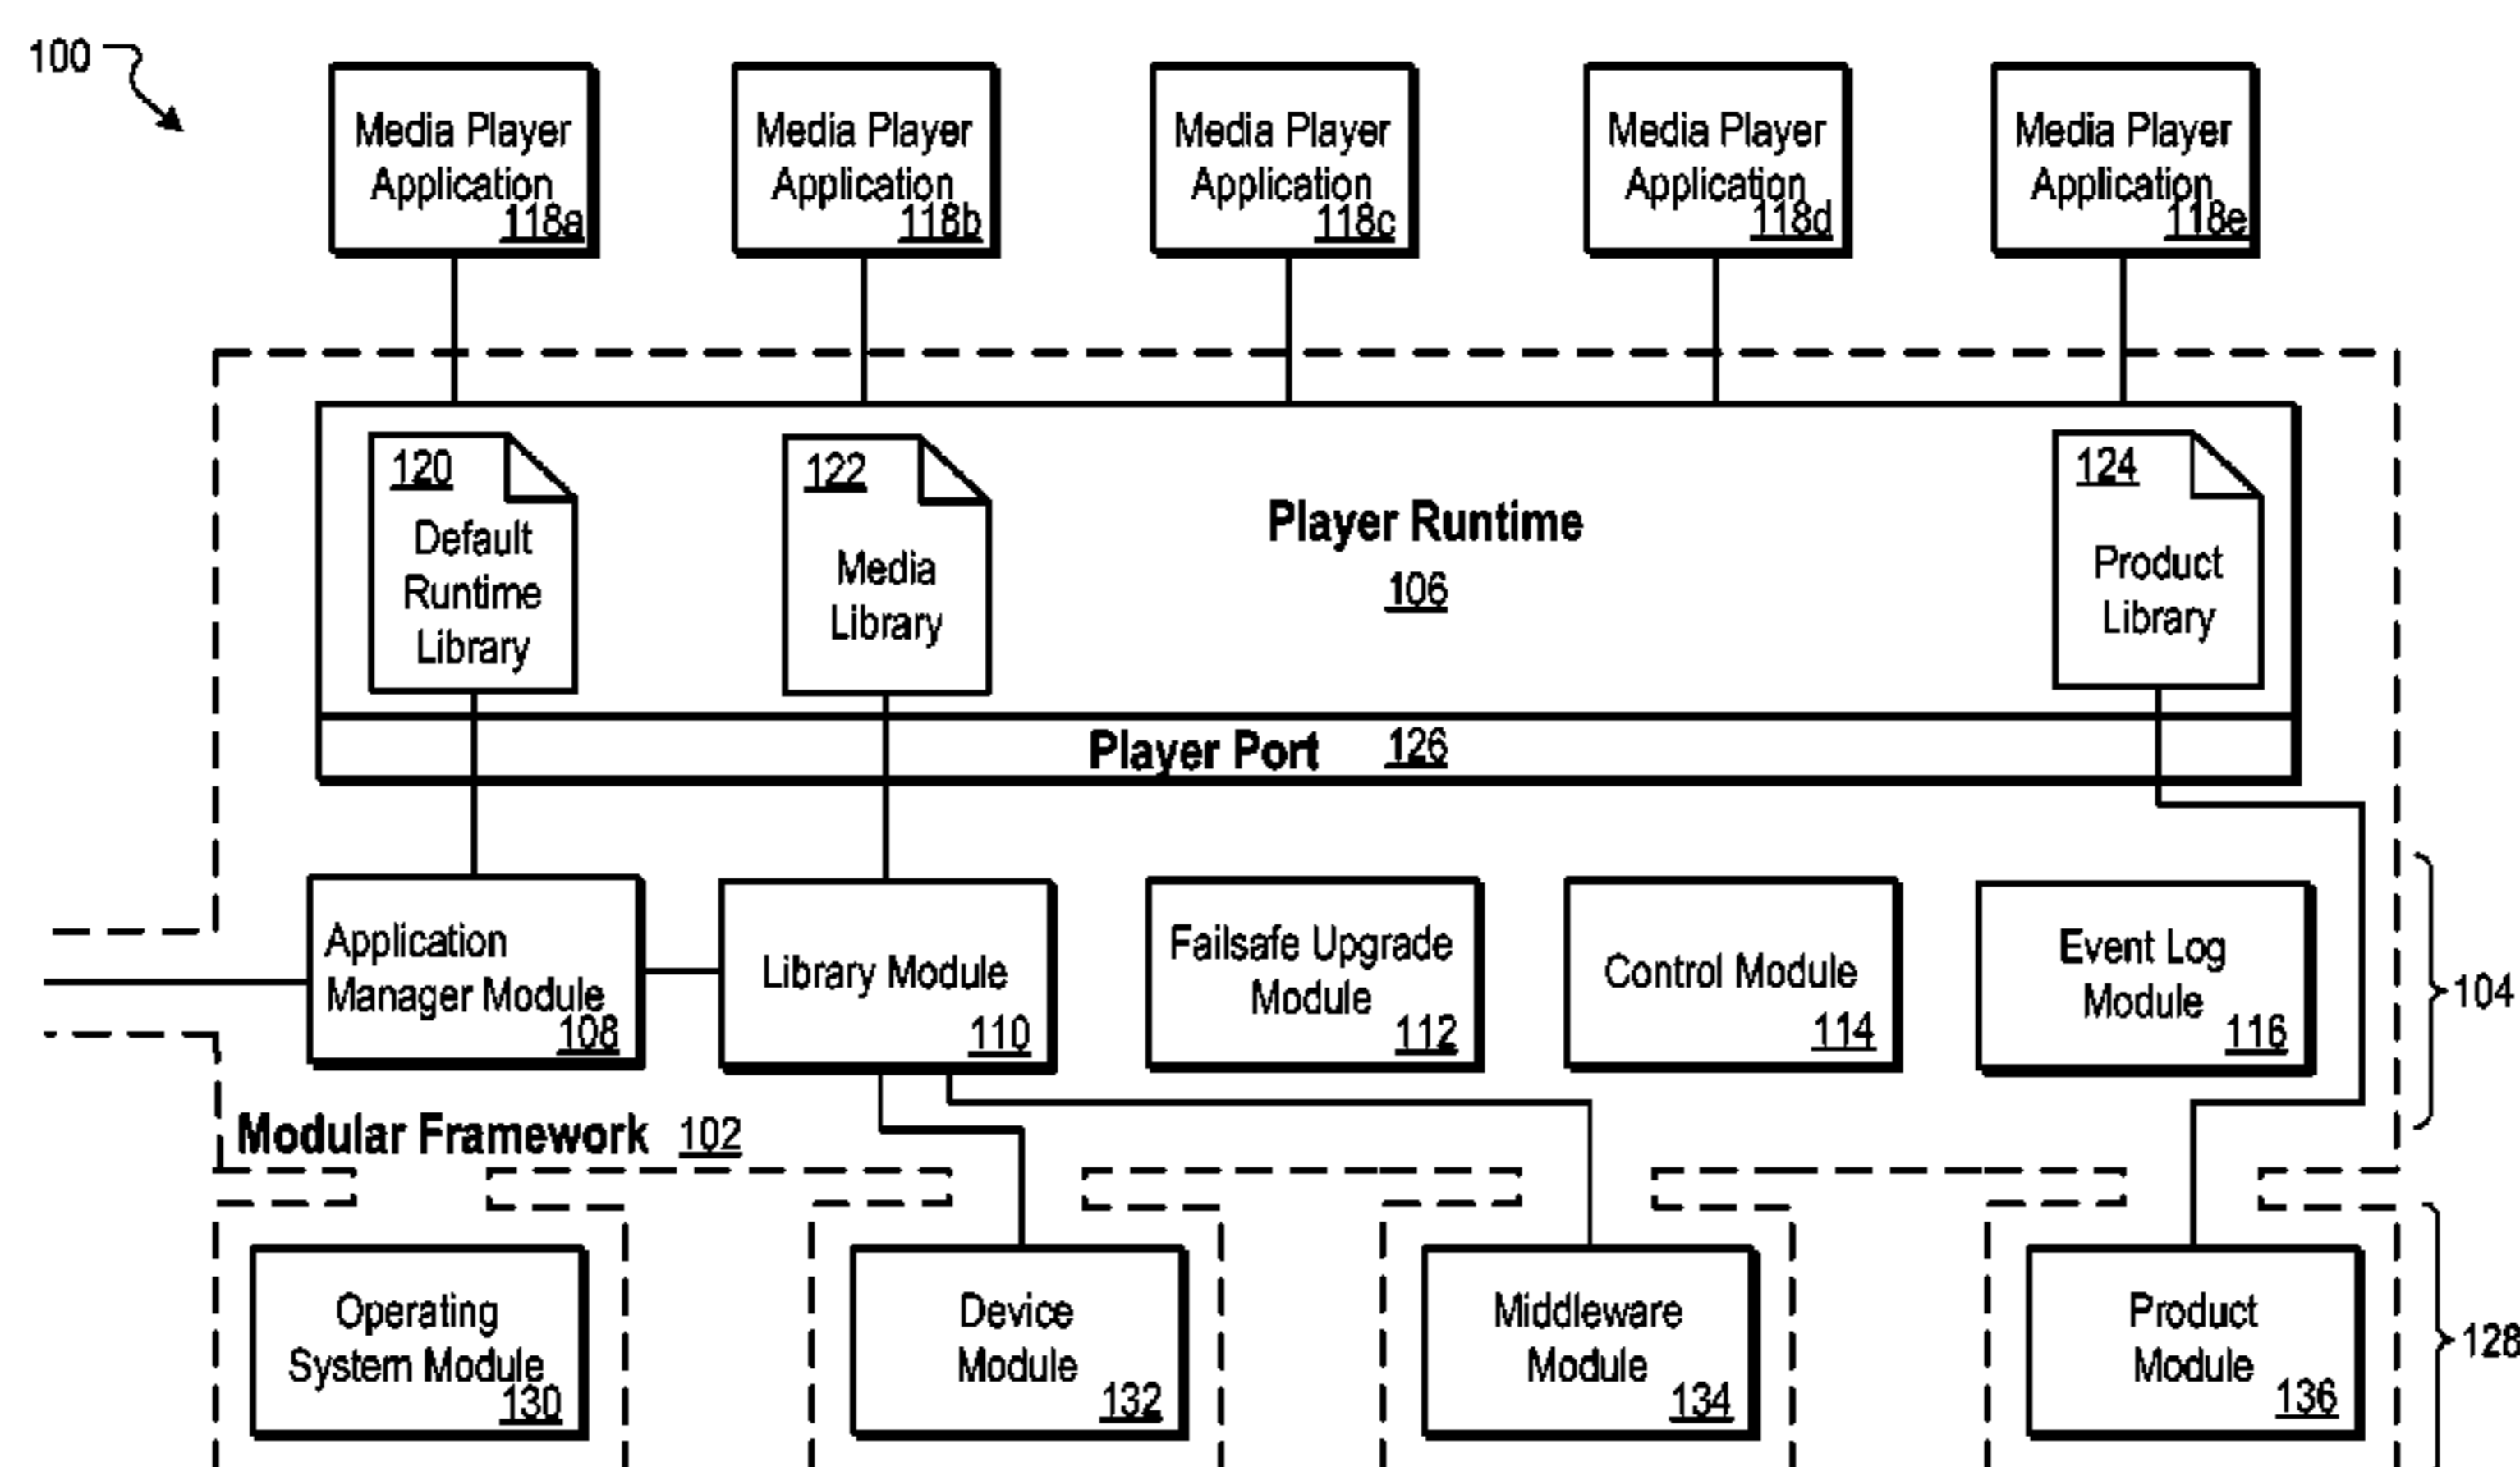 100
Media Player
Application
118a
Media Player
Application
118b
Media Player
Application
118c
Media Player
Application
118d
Media Player
Application
118e
120
Default
Runtime
Library
122
Media
Library
Player Runtime
106
124
Product
Library
Player Port 126
Application
Manager Module
108
Library Module
110
Failsafe Upgrade
Module
112
Control Module
114
Event Log
Module
116
104
Modular Framework 102
Operating
System Module
130
Device
Module
132
Middleware
Module
134
Product
Module
136
128